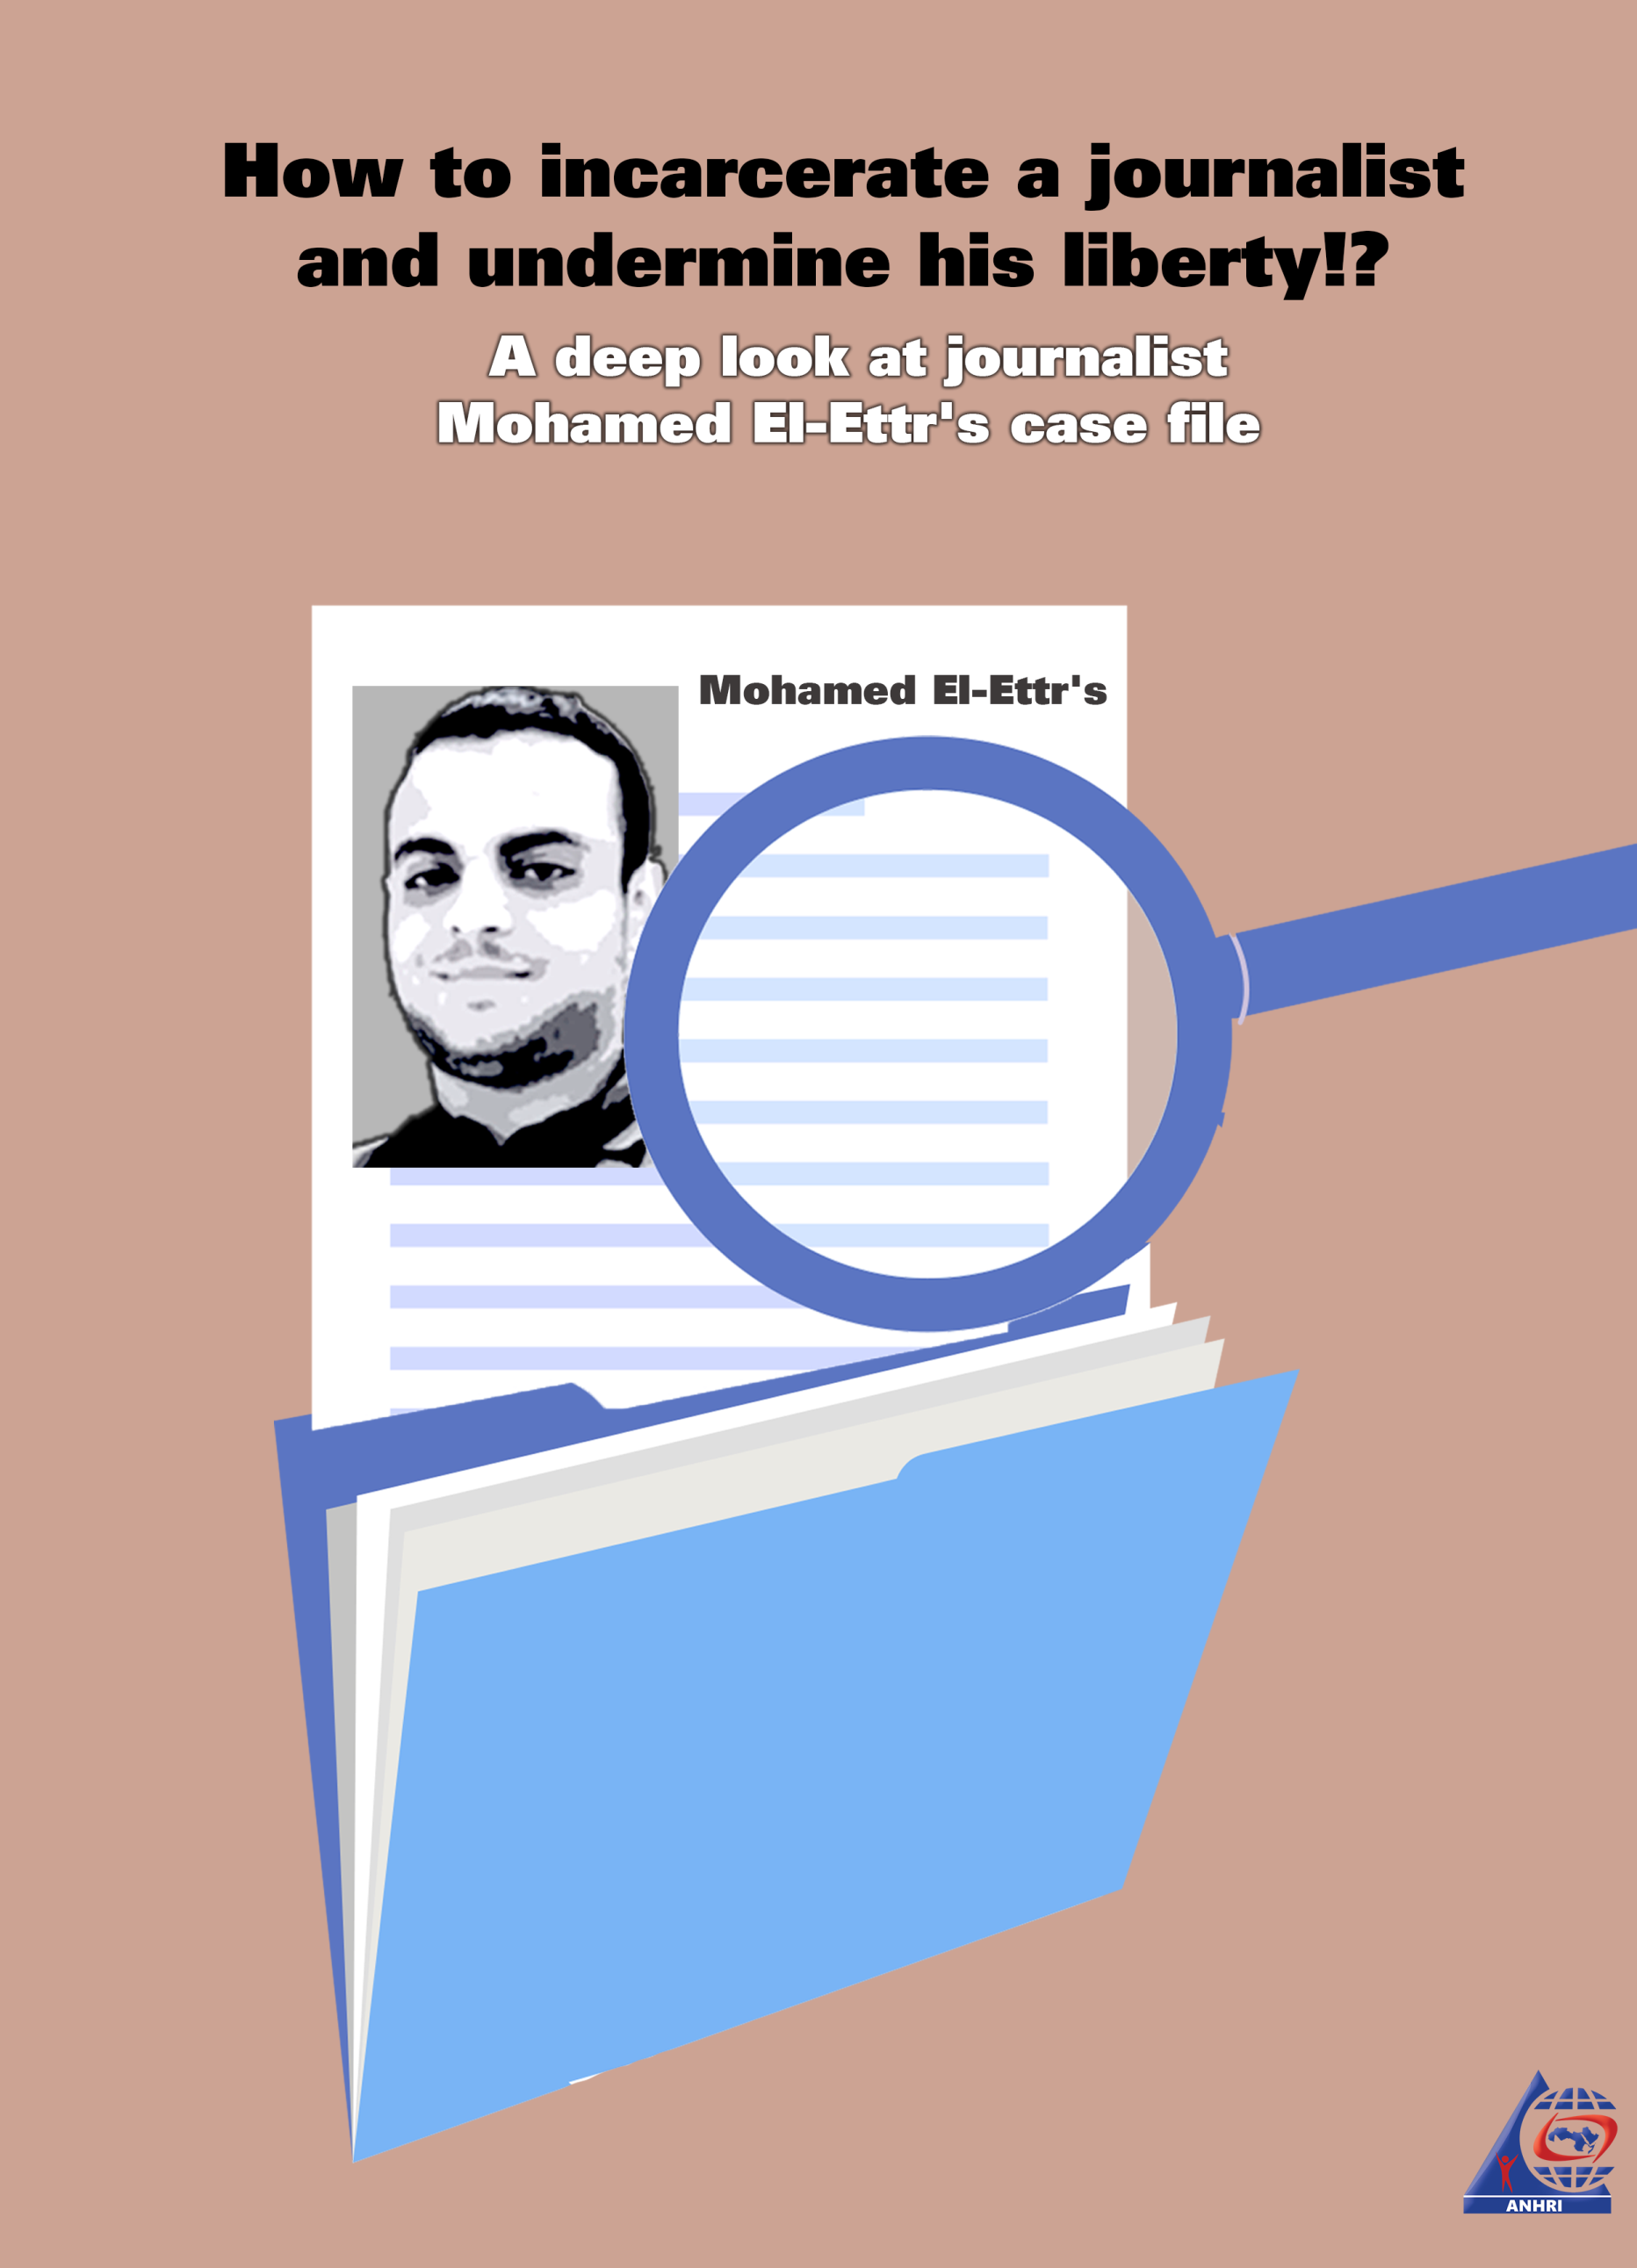 How to incarcerate a journalist
and undermine his liberty!?
A deep look at journalist
Mohamed El-Ettr's case file
Mohamed El-Ettr's
ANHRI